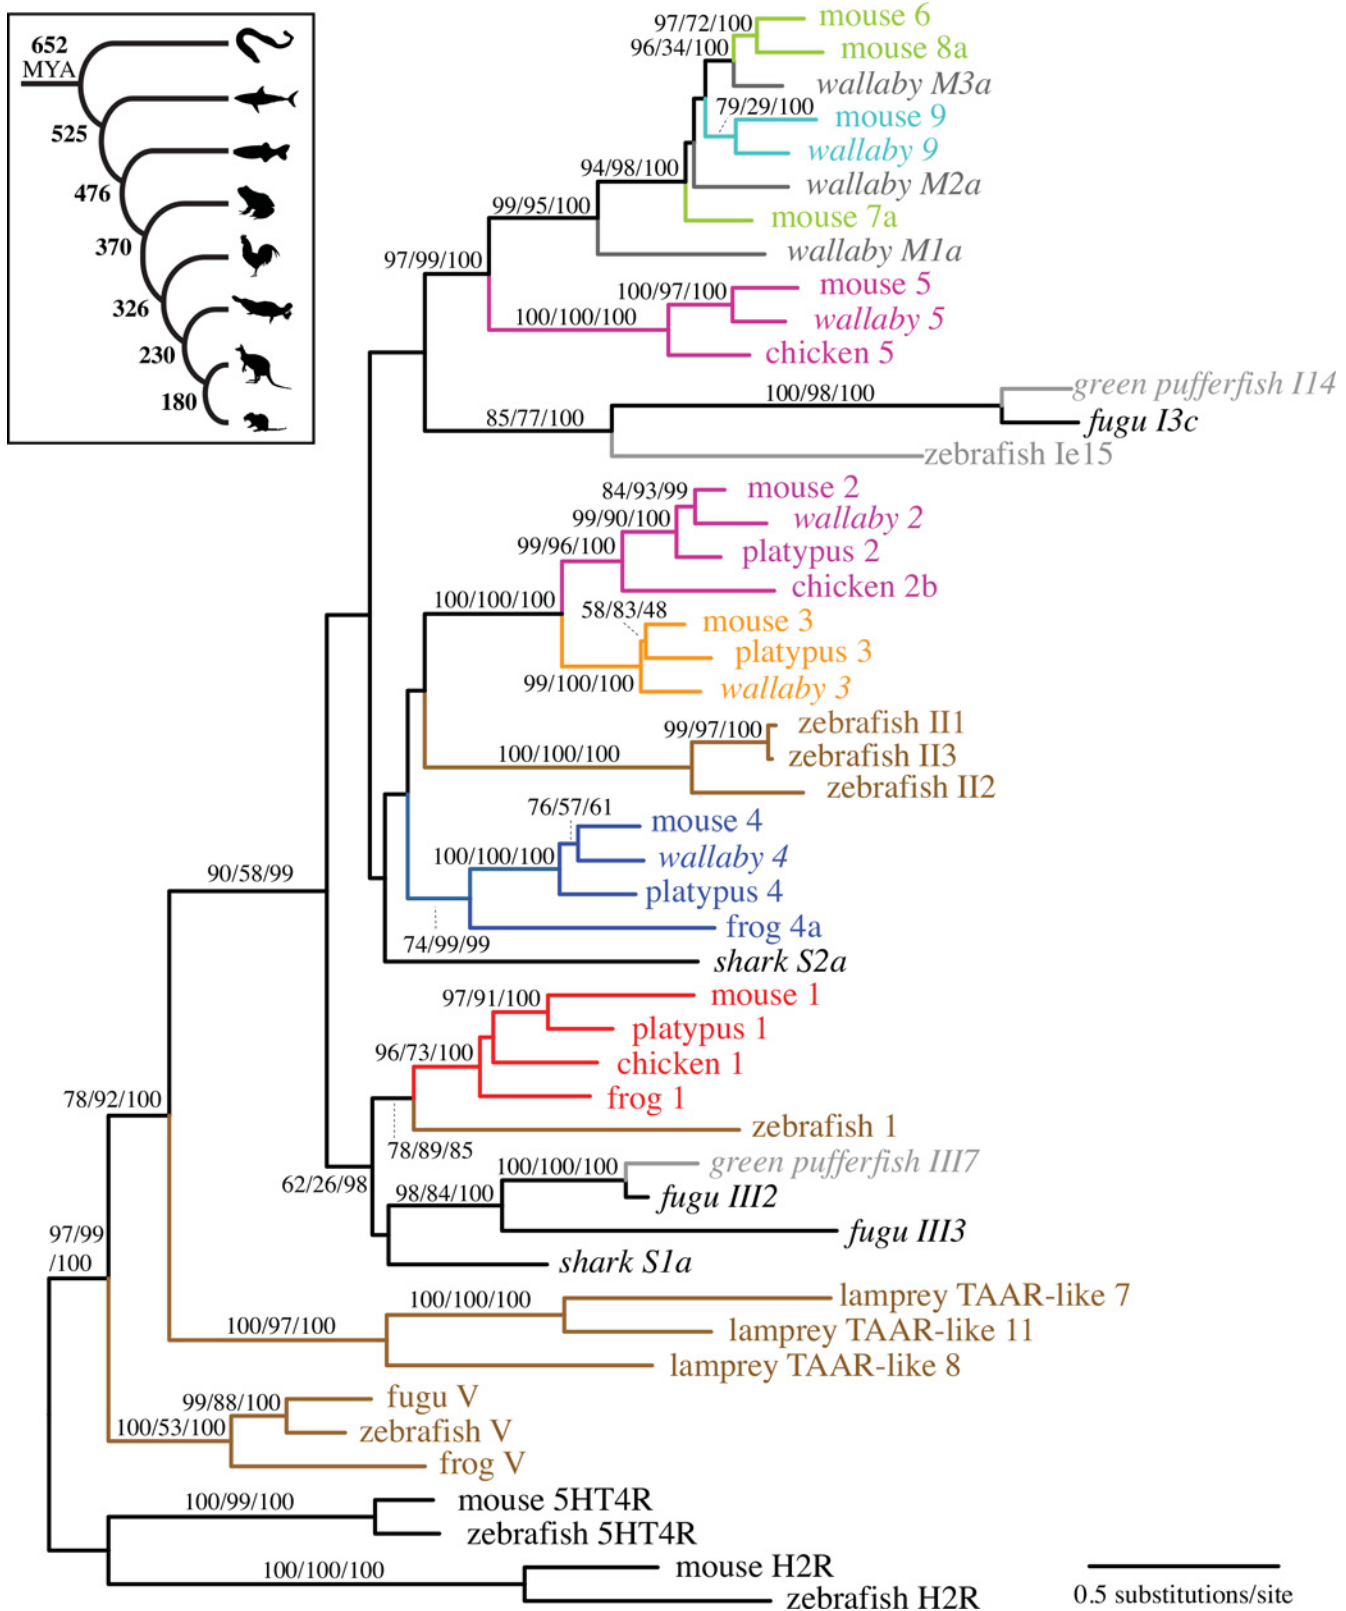 652
MYA
525
476
370
326
230
180
97/72/100
mouse 6
96/34/100
mouse 8a
wallaby M3a
79/29/100
mouse 9
wallaby 9
94/98/100
wallaby M2a
99/95/100
mouse 7a
wallaby M1a
97/99/100
100/97/100
mouse 5
100/100/100
wallaby 5
chicken 5
100/98/100
green pufferfish I14
85/77/100
fugu I3c
zebrafish Ie15
84/93/99
mouse 2
99/90/100
wallaby 2
99/96/100
platypus 2
chicken 2b
100/100/100
58/83/48
mouse 3
platypus 3
99/100/100
wallaby 3
99/97/100
zebrafish II1
100/100/100
zebrafish II3
zebrafish II2
76/57/61
mouse 4
100/100/100
wallaby 4
90/58/99
platypus 4
frog 4a
74/99/99
shark S2a
97/91/100
mouse 1
platypus 1
96/73/100
chicken 1
78/92/100
frog 1
zebrafish 1
78/89/85
100/100/100
green pufferfish III7
62/26/98
98/84/100
fugu III2
97/99
/100
fugu III3
shark S1a
100/100/100
lamprey TAAR-like 7
100/97/100
lamprey TAAR-like 11
lamprey TAAR-like 8
99/88/100
fugu V
100/53/100
zebrafish V
frog V
100/99/100
mouse 5HT4R
zebrafish 5HT4R
100/100/100
mouse H2R
zebrafish H2R
0.5 substitutions/site